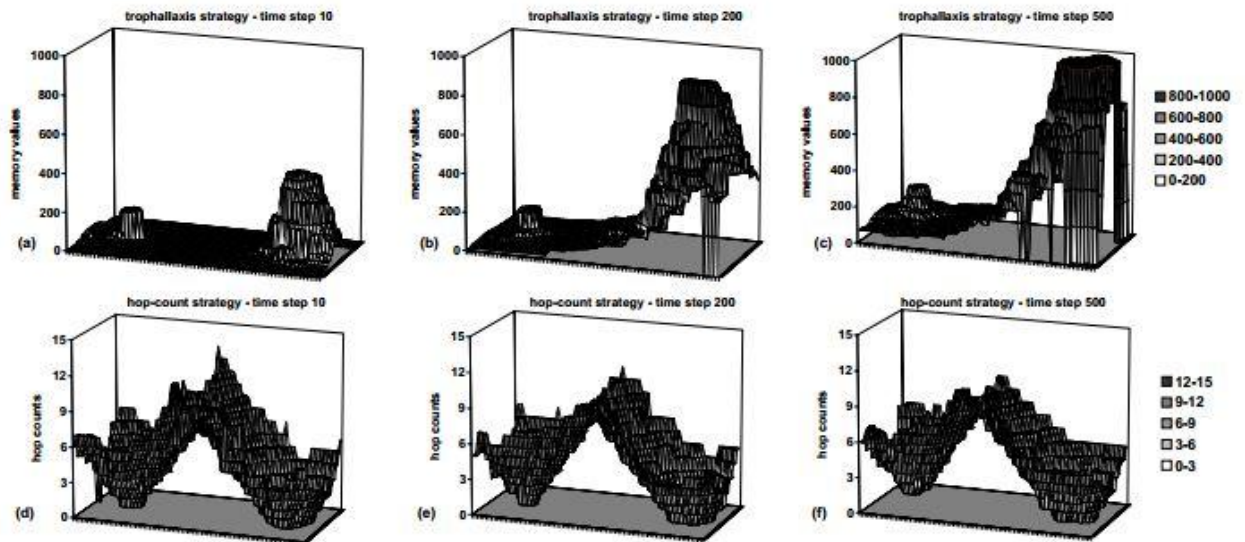 trophallaxis strategy - time step 10
trophallaxis strategy - time step 200
trophallaxis strategy - time step 500
memory values
1000
800
600
400
200
0
(a)
memory values
1000
800
600
400
200
0
(b)
memory values
1000
800
600
400
200
0
(c)
800-1000
600-800
400-600
200-400
0-200
hop-count strategy - time step 10
hop-count strategy - time step 200
hop-count strategy - time step 500
hop counts
15
12
9
6
3
0
(d)
hop counts
15
12
9
6
3
0
(e)
hop counts
15
12
9
6
3
0
(f)
12-15
9-12
6-9
3-6
0-3